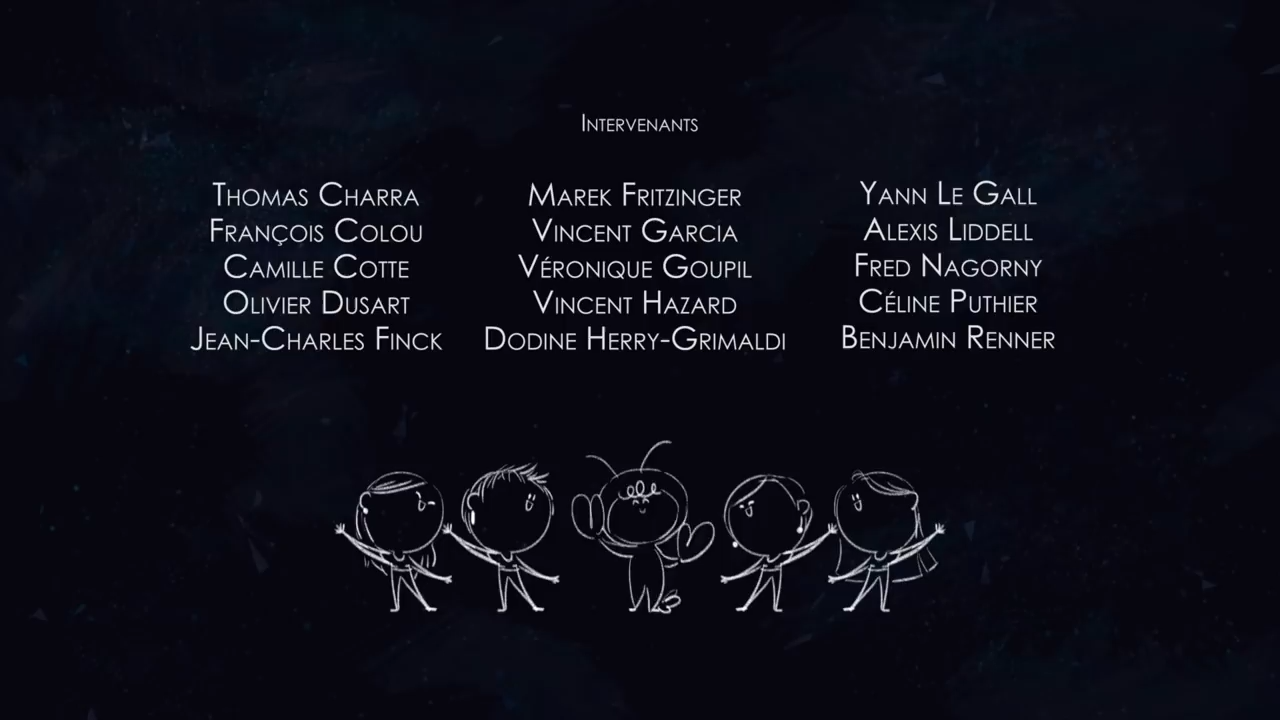 Intervenants
Thomas Charra
François Colou
Camille Cotte
Olivier Dusart
Jean-Charles Finck
Marek Fritzinger
Vincent Garcia
Véronique Goupil
Vincent Hazard
Dodine Herry-Grimaldi
Yann Le Gall
Alexis Liddell
Fred Nagorny
Céline Puthier
Benjamin Renner